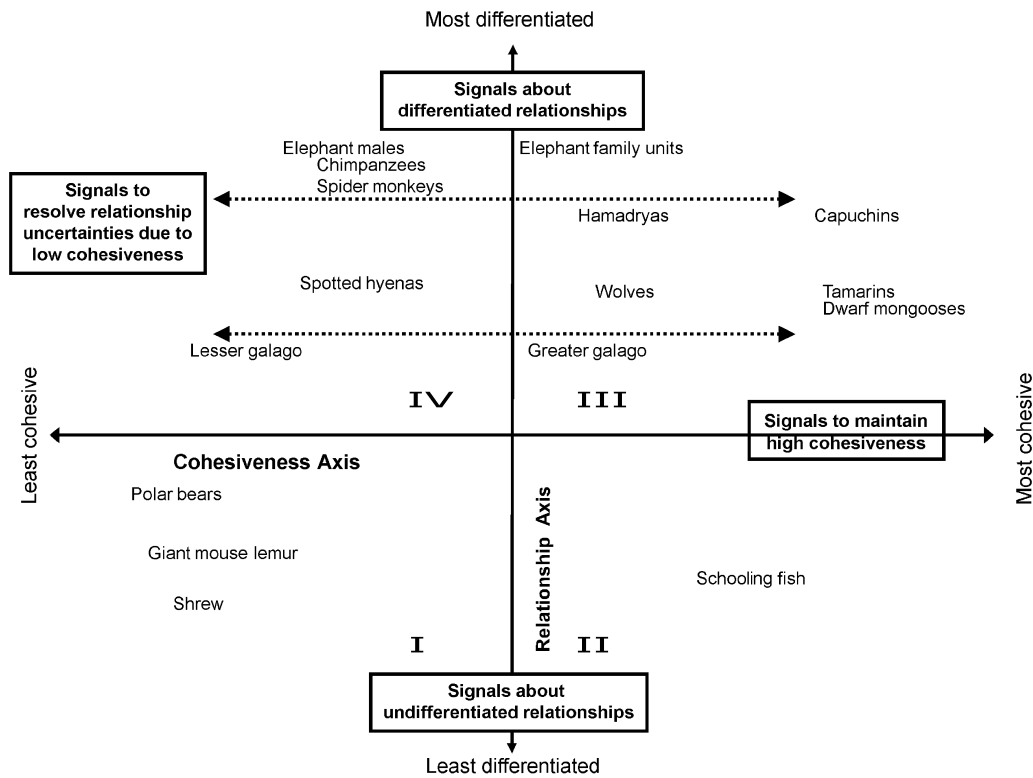 Most differentiated
Signals about
differentiated relationships
Elephant males
Elephant family units
Chimpanzees
Spider monkeys
Signals to
resolve relationship
uncertainties due to
low cohesiveness
Hamadryas
Capuchins
Spotted hyenas
Wolves
Tamarins
Dwarf mongooses
Lesser galago
Greater galago
IV
III
Least cohesive
Signals to maintain
high cohesiveness
Most cohesive
Cohesiveness Axis
Polar bears
Relationship Axis
Giant mouse lemur
Schooling fish
Shrew
I
II
Signals about
undifferentiated relationships
Least differentiated